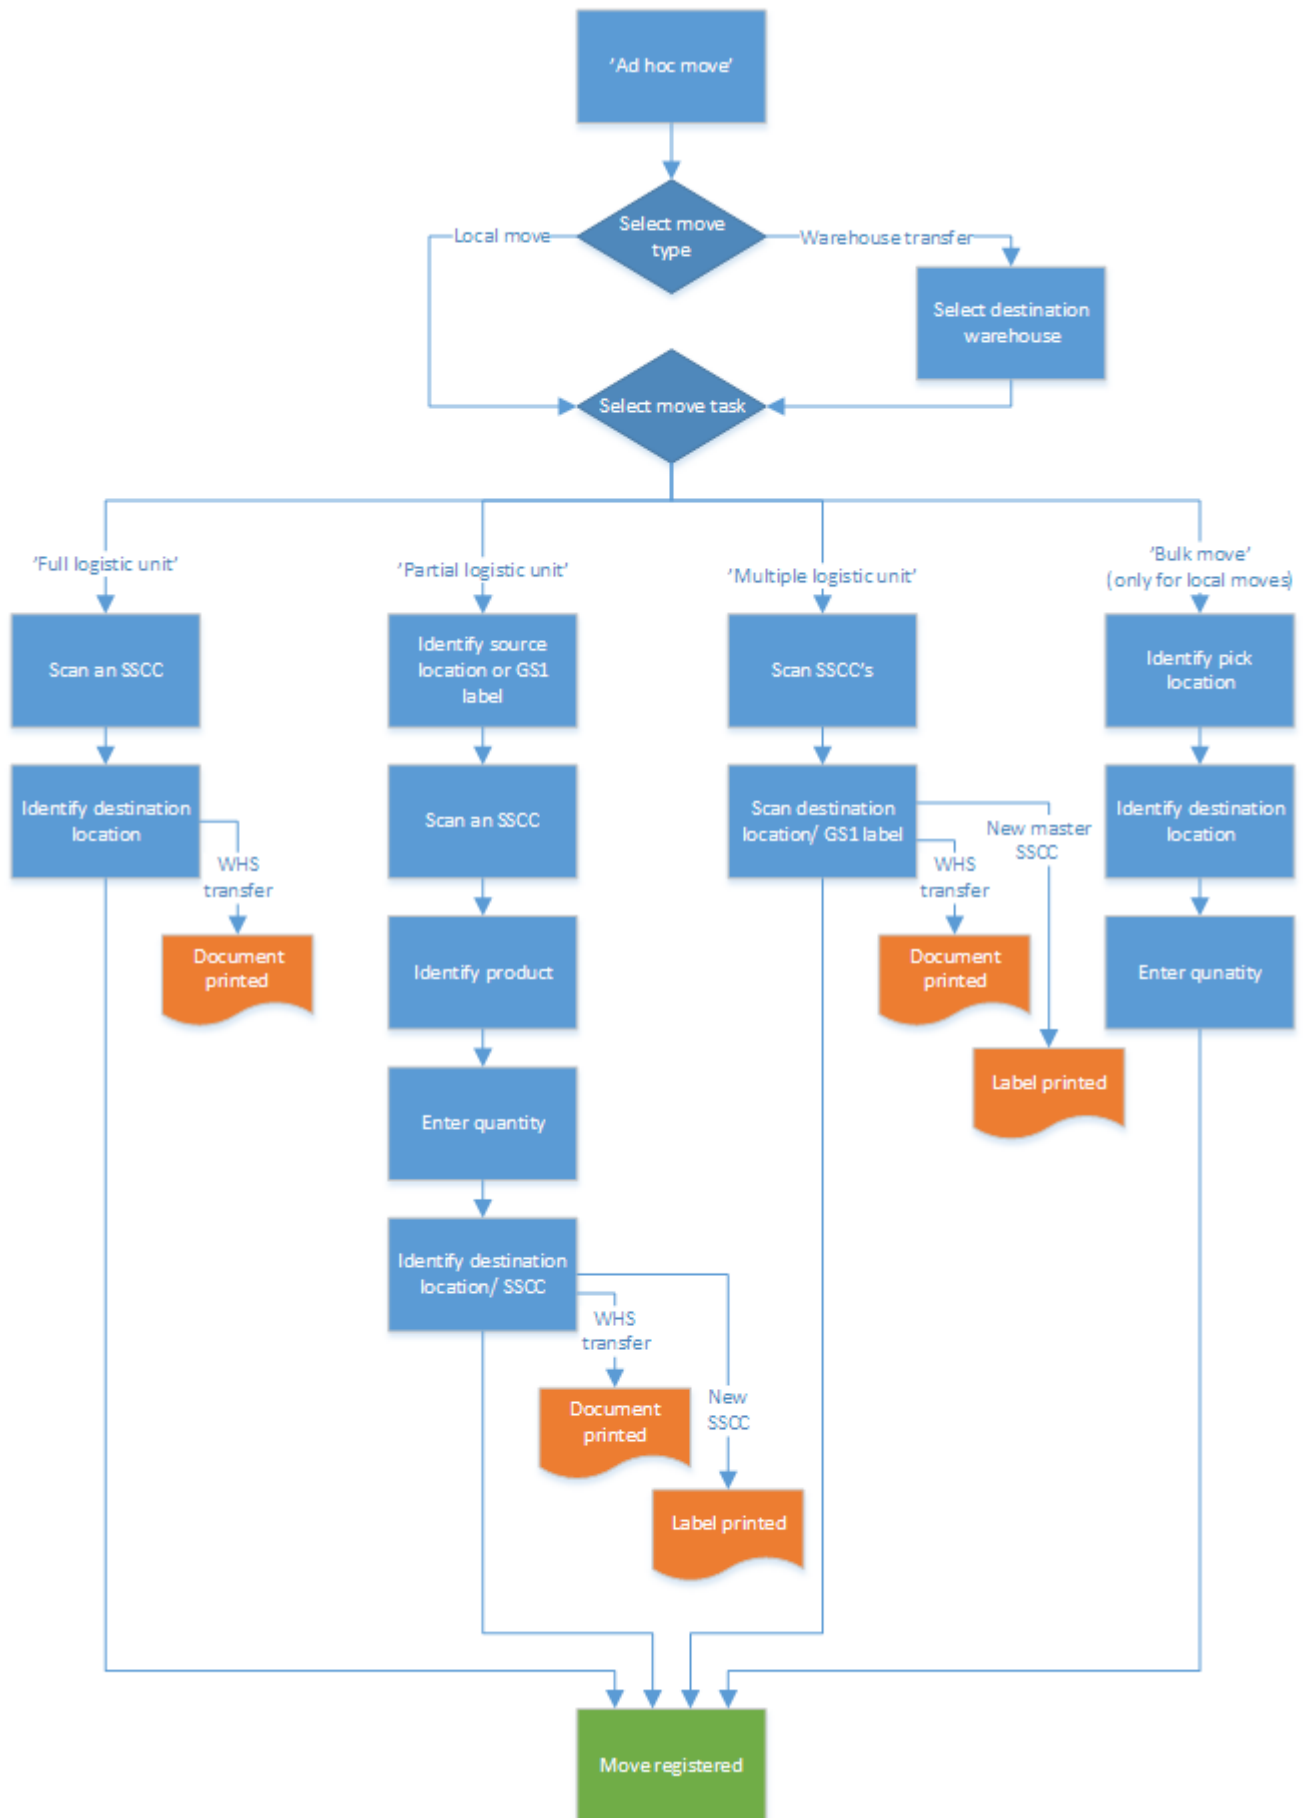 'Ad hoc move'
Select move
type
Local move
Warehouse transfer
Select destination
warehouse
Select move task
'Full logistic unit'
'Partial logistic unit'
'Multiple logistic unit'
'Bulk move'
(only for local moves)
Scan an SSCC
Identify source
location or GS1
label
Scan SSCC's
Identify pick
location
Identify destination
location
Scan an SSCC
Scan destination
location/ GS1 label
New master
SSCC
Identify destination
location
WHS
transfer
WHS
transfer
Document
printed
Identify product
Document
printed
Enter qunatity
Label printed
Enter quantity
Identify destination
location/ SSCC
WHS
transfer
New
SSCC
Document
printed
Label printed
Move registered